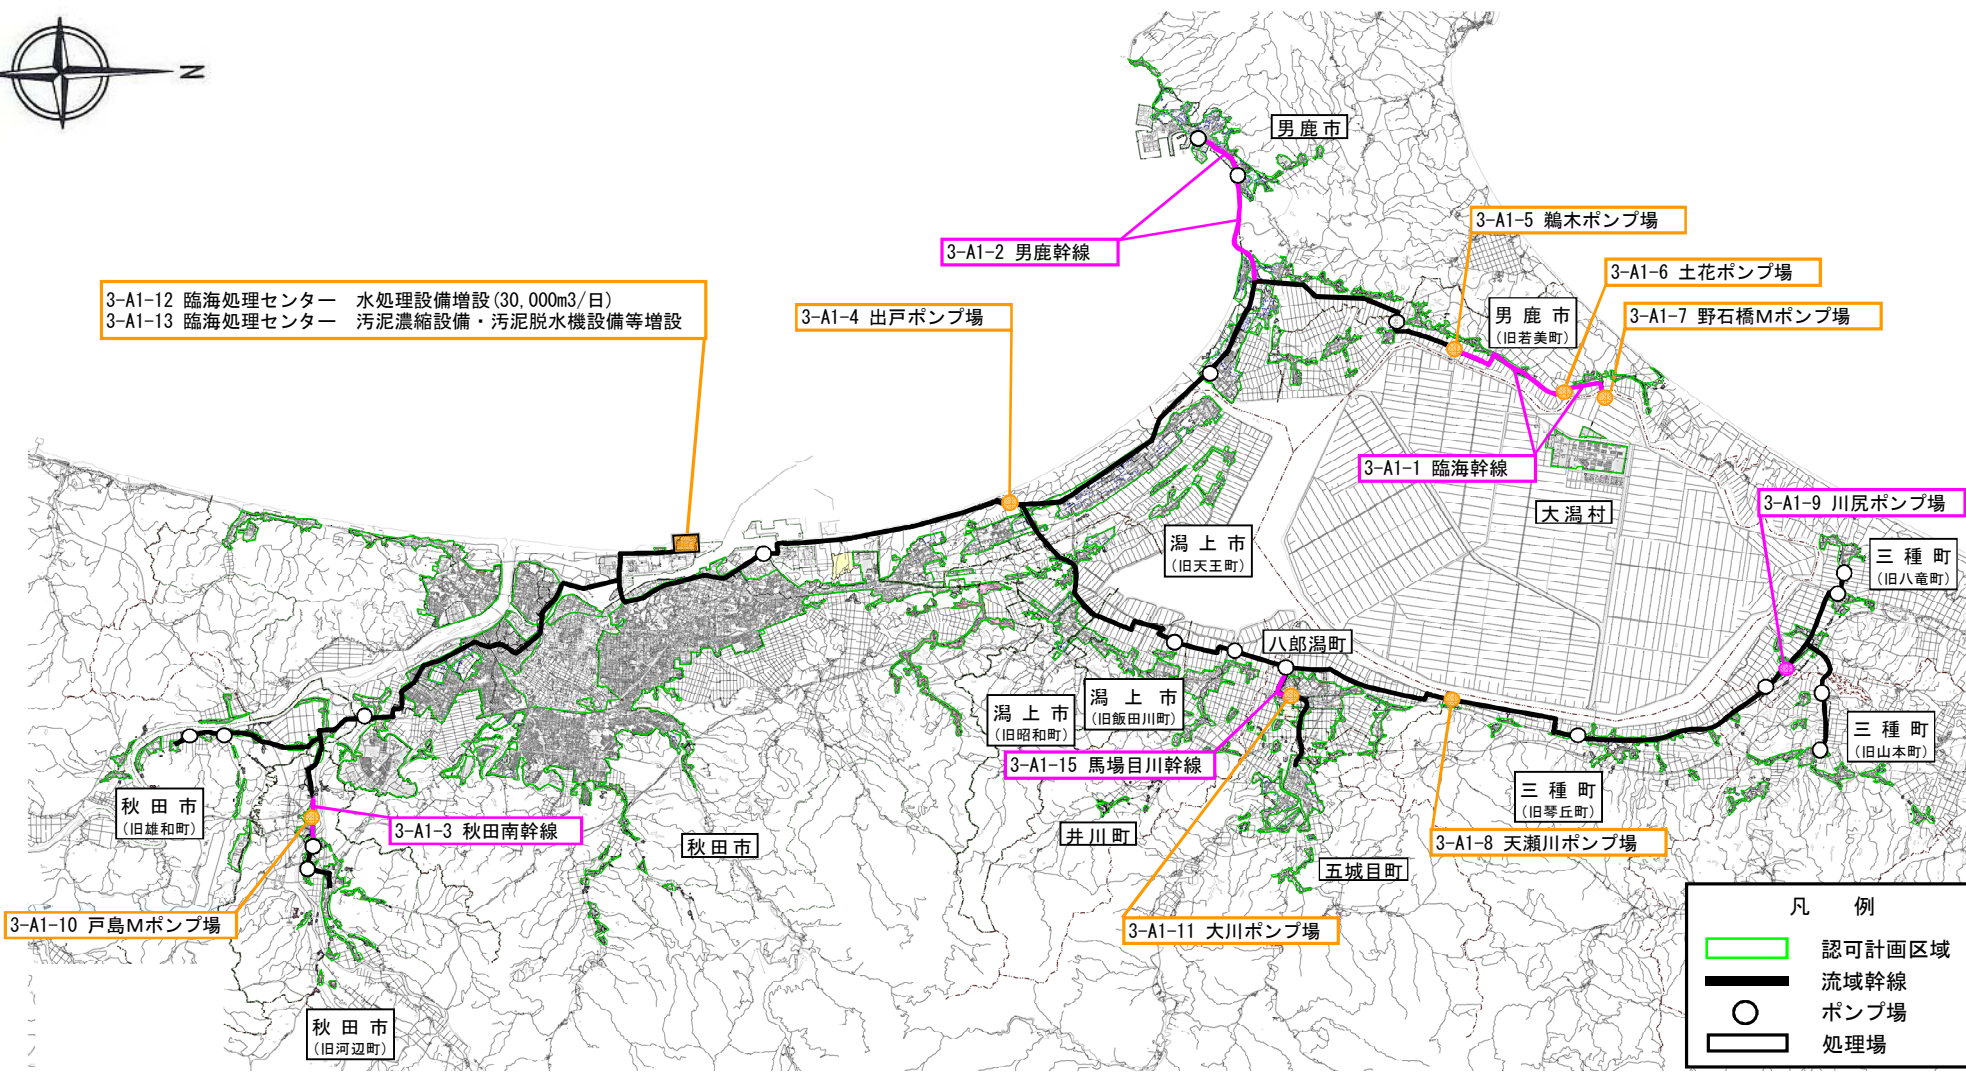 N
男鹿市
3-A1-5 鵜木ポンプ場
3-A1-2 男鹿幹線
3-A1-6 土花ポンプ場
3-A1-12 臨海処理センター 水処理設備増設(30,000m3/日)
3-A1-13 臨海処理センター 汚泥濃縮設備・汚泥脱水機設備等増設
3-A1-4 出戸ポンプ場
男鹿市
(旧若美町)
3-A1-7 野石橋Mポンプ場
3-A1-1 臨海幹線
3-A1-9 川尻ポンプ場
大潟村
潟上市
(旧天王町)
三種町
(旧八竜町)
八郎潟町
潟上市
(旧飯田川町)
潟上市
(旧昭和町)
三種町
(旧山本町)
3-A1-15 馬場目川幹線
三種町
(旧琴丘町)
秋田市
(旧雄和町)
3-A1-3 秋田南幹線
秋田市
井川町
3-A1-8 天瀬川ポンプ場
五城目町
3-A1-10 戸島Mポンプ場
3-A1-11 大川ポンプ場
秋田市
(旧河辺町)
凡例
認可計画区域
流域幹線
ポンプ場
処理場